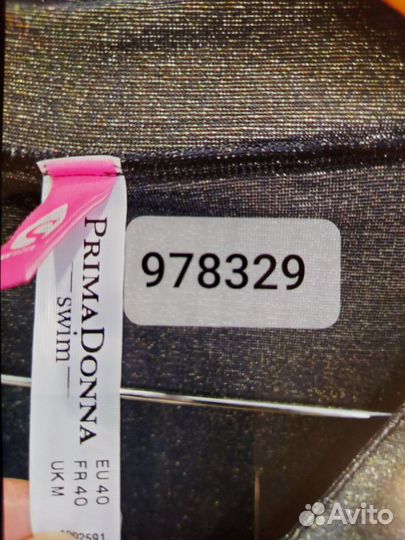 PRIMADONNA
swim
EU 40
FR 40
UK M
978329
Avito